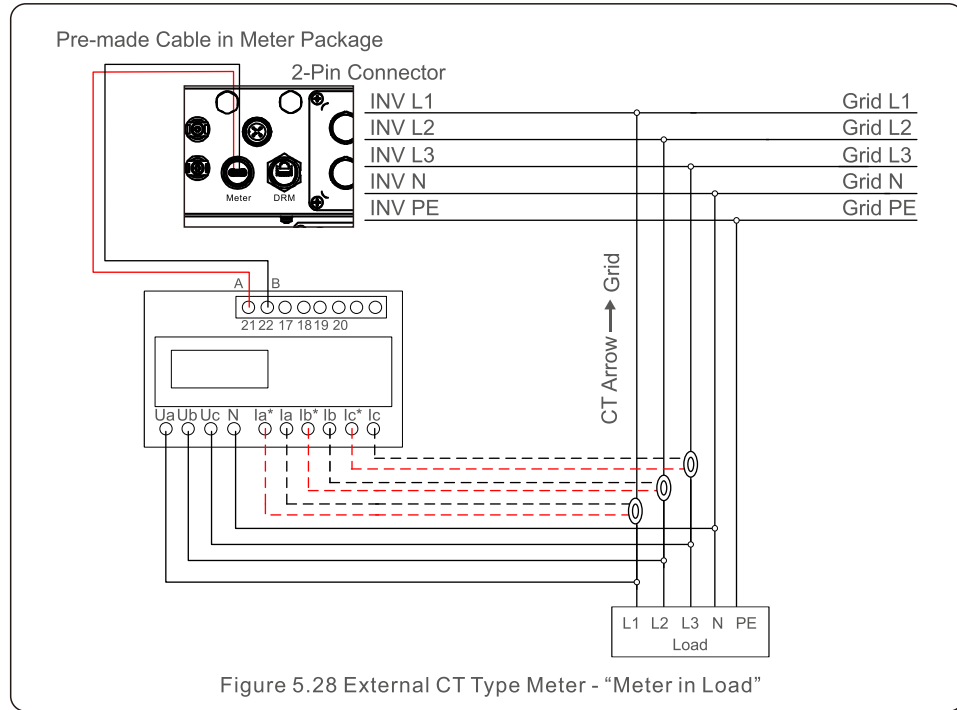 Pre-made Cable in Meter Package
2-Pin Connector
INV L1 Grid L1
INV L2 Grid L2
INV L3 Grid L3
INV N Grid N
INV PE Grid PE
Meter DRM
A B
21 22 17 18 19 20
CT Arrow → Grid
Ua Ub Uc N Ia* Ia Ib* Ib Ic* Ic
L1 L2 L3 N PE
Load
Figure 5.28 External CT Type Meter - “Meter in Load”